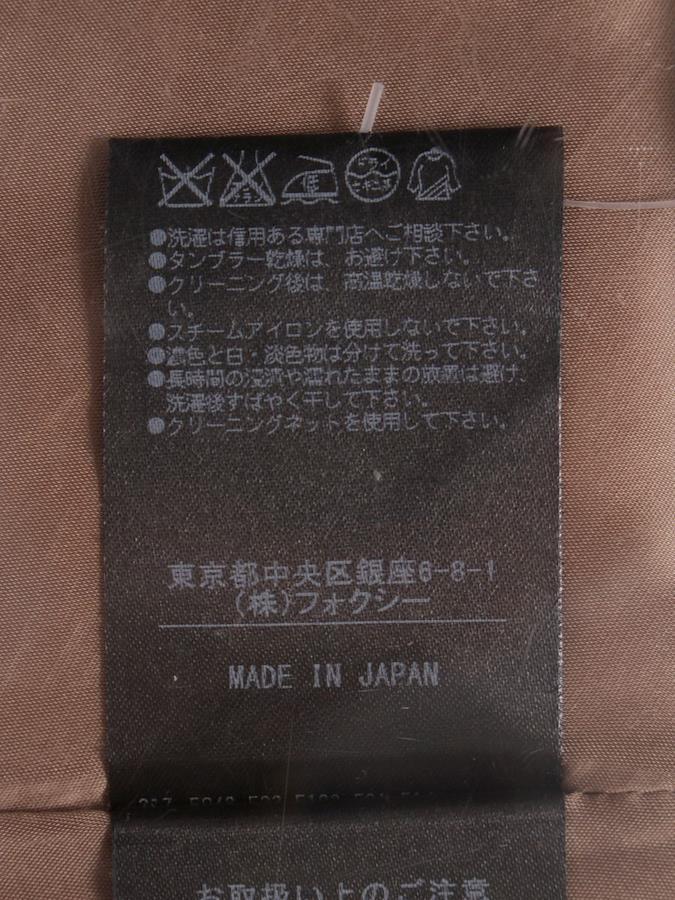 ●洗濯は信用ある専門店へご相談下さい。
●タンブラー乾燥は お避け下さい。
●クリーニング後は 高温乾燥しないで下さ
い。
●スチームアイロンを使用しないで下さい。
●濃色と白・淡色物は分けて洗って下さい。
●長時間の浸漬や濡れたままの放置は避け、
洗濯後すばやく干して下さい。
●クリーニングネットを使用して下さい。
東京都中央区銀座6-8-1
(株)フォクシー
MADE IN JAPAN
お取扱い上のご注意